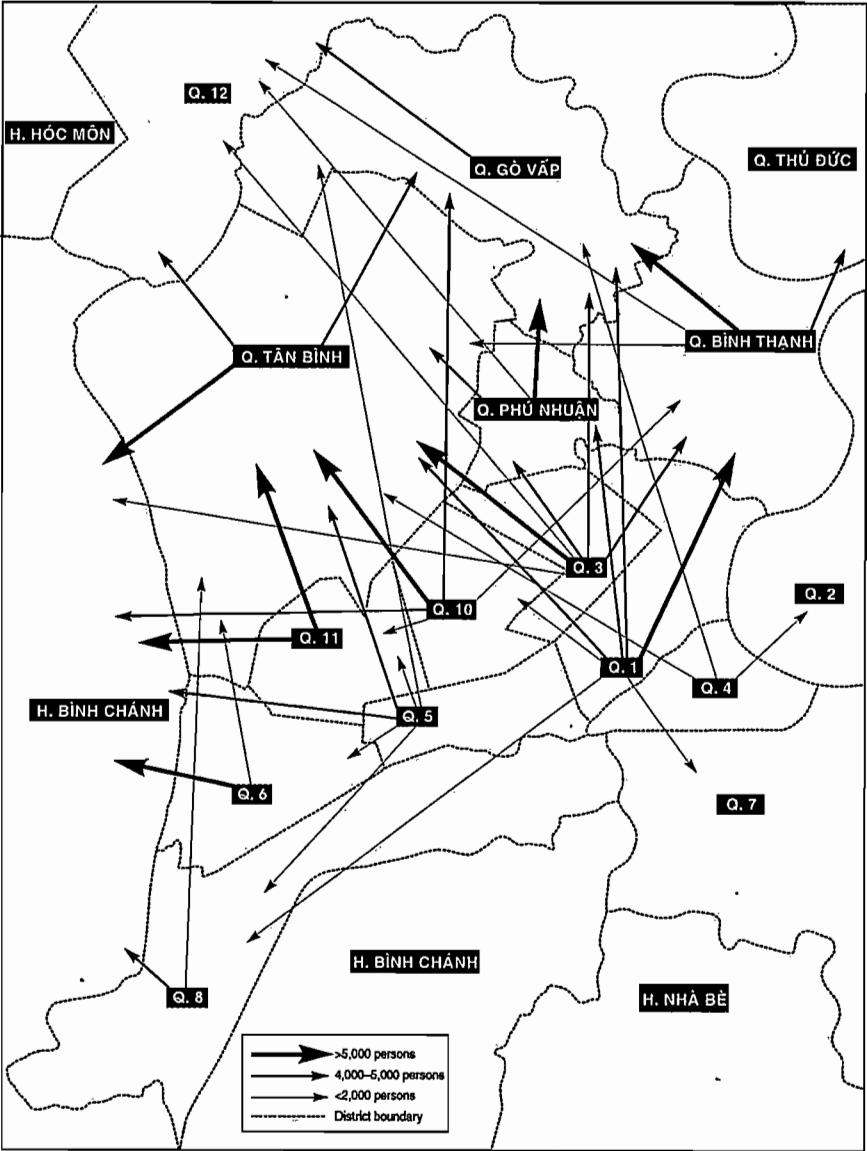 Q. 12
H. HÓC MÔN
Q. GÒ VẤP
Q. THỦ ĐỨC
Q. TÂN BÌNH
Q. BÌNH THẠNH
Q. PHÚ NHUẬN
Q. 3
Q. 2
Q. 10
Q. 11
Q. 1
Q. 4
H. BÌNH CHÁNH
Q. 5
Q. 6
Q. 7
H. BÌNH CHÁNH
Q. 8
H. NHÀ BÈ
>5,000 persons
4,000–5,000 persons
<2,000 persons
District boundary